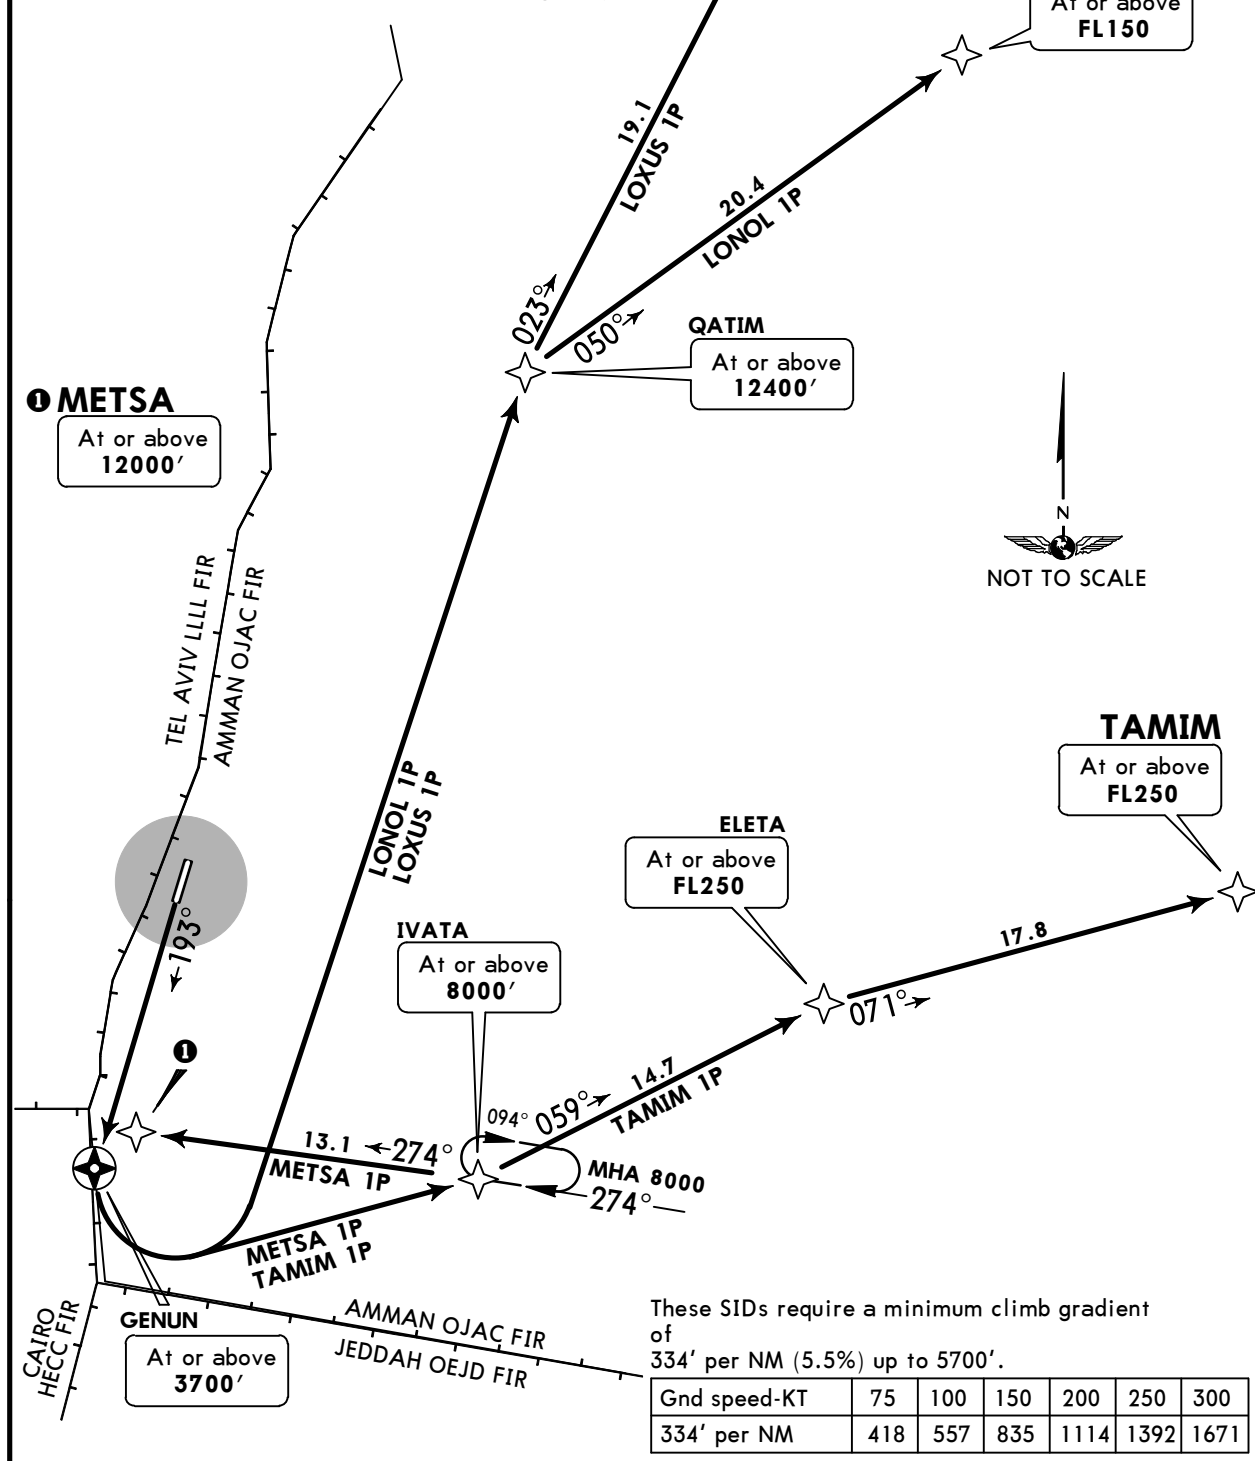 At or above
FL150
19.1
LOXUS 1P
20.4
LONOL 1P
023°
050°
QATIM
At or above
12400'
❶ METSA
At or above
12000'
N
NOT TO SCALE
TEL AVIV LLLL FIR
AMMAN OJAC FIR
TAMIM
At or above
FL250
LONOL 1P
LOXUS 1P
ELETA
At or above
FL250
193°
IVATA
At or above
8000'
17.8
071°
❶
14.7
TAMIM 1P
094°
059°
13.1
274°
METSA 1P
MHA 8000
274°
METSA 1P
TAMIM 1P
GENUN
At or above
3700'
CAIRO
HECC FIR
AMMAN OJAC FIR
JEDDAH OEJD FIR
These SIDs require a minimum climb gradient
of
334' per NM (5.5%) up to 5700'.
Gnd speed-KT 75 100 150 200 250 300
334' per NM 418 557 835 1114 1392 1671